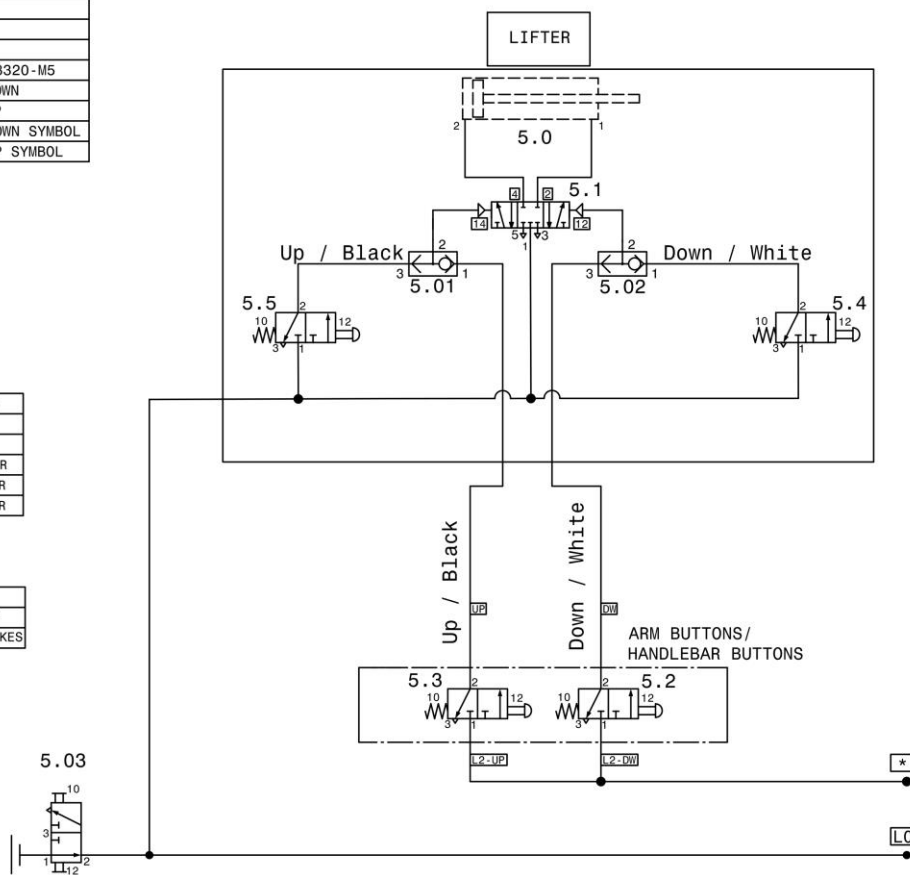 3320-M5
OWN
P
OWN SYMBOL
P SYMBOL
LIFTER
2
1
5.0
4
2
5.1
14
12
5
3
1
Up / Black
2
3
1
5.01
2
3
1
5.02
Down / White
5.5
2
10
12
3
1
5.4
2
10
12
3
1
R
R
R
KES
Up / Black
Down / White
UP
DW
ARM BUTTONS/
HANDLEBAR BUTTONS
5.3
2
10
12
3
1
5.2
2
10
12
3
1
L2-UP
L2-DW
*
5.03
10
3
1
2
12
LC